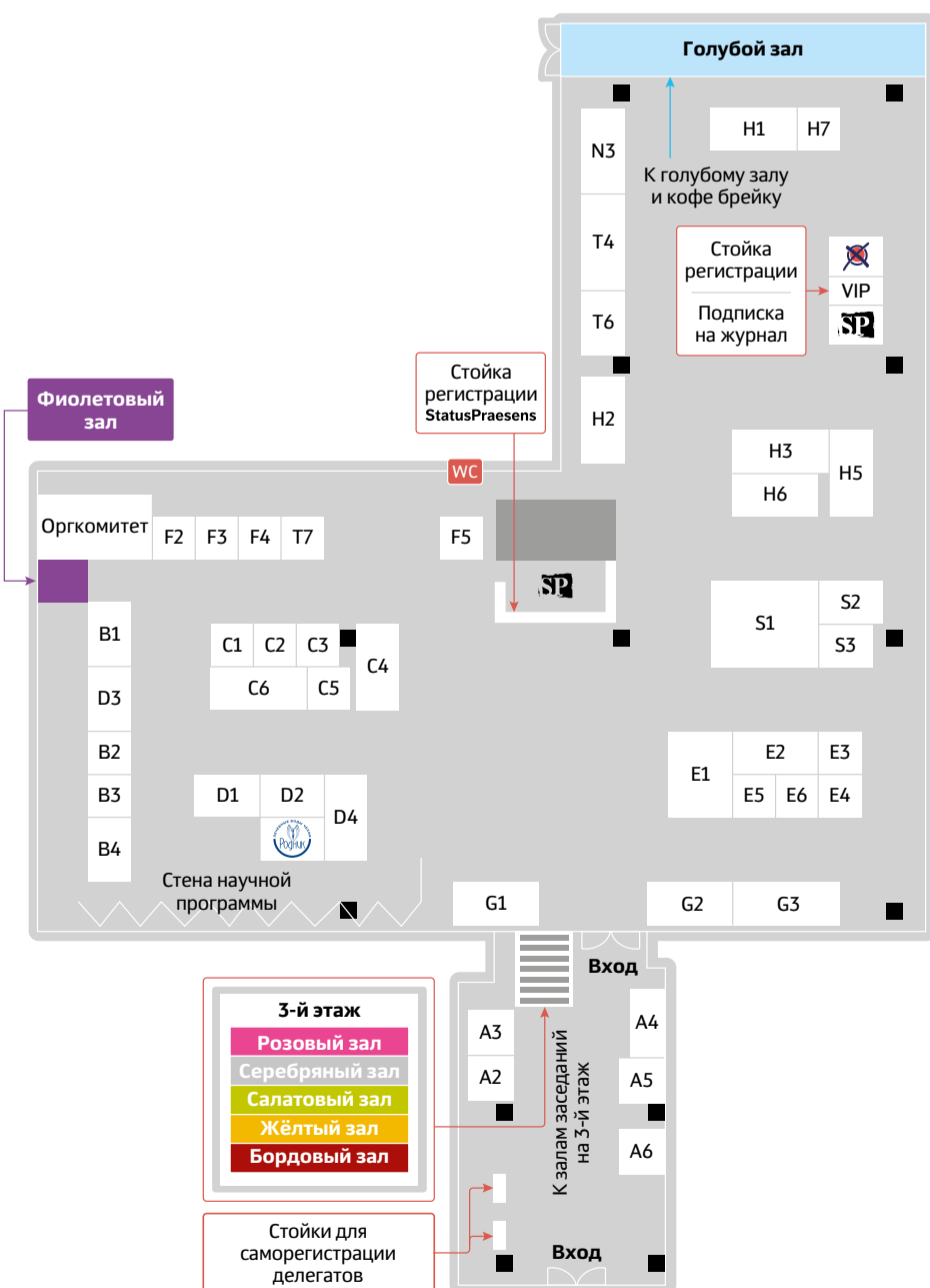 Голубой зал
H1
H7
N3
К голубому залу
и кофе брейку
T4
Стойка
регистрации
Подписка
на журнал
VIP
SP
T6
Стойка
регистрации
StatusPraesens
H2
Фиолетовый
зал
WC
H3
H5
H6
Оргкомитет
F2
F3
F4
T7
F5
SP
S1
S2
S3
B1
C1
C2
C3
C4
C6
C5
D3
B2
B3
B4
D1
D2
D4
Родник
E1
E2
E3
E5
E6
E4
Стена научной
программы
G1
G2
G3
Вход
3-й этаж
Розовый зал
Серебряный зал
Салатовый зал
Жёлтый зал
Бордовый зал
A3
A2
К залам заседаний
на 3-й этаж
A4
A5
A6
Стойки для
саморегистрации
делегатов
Вход